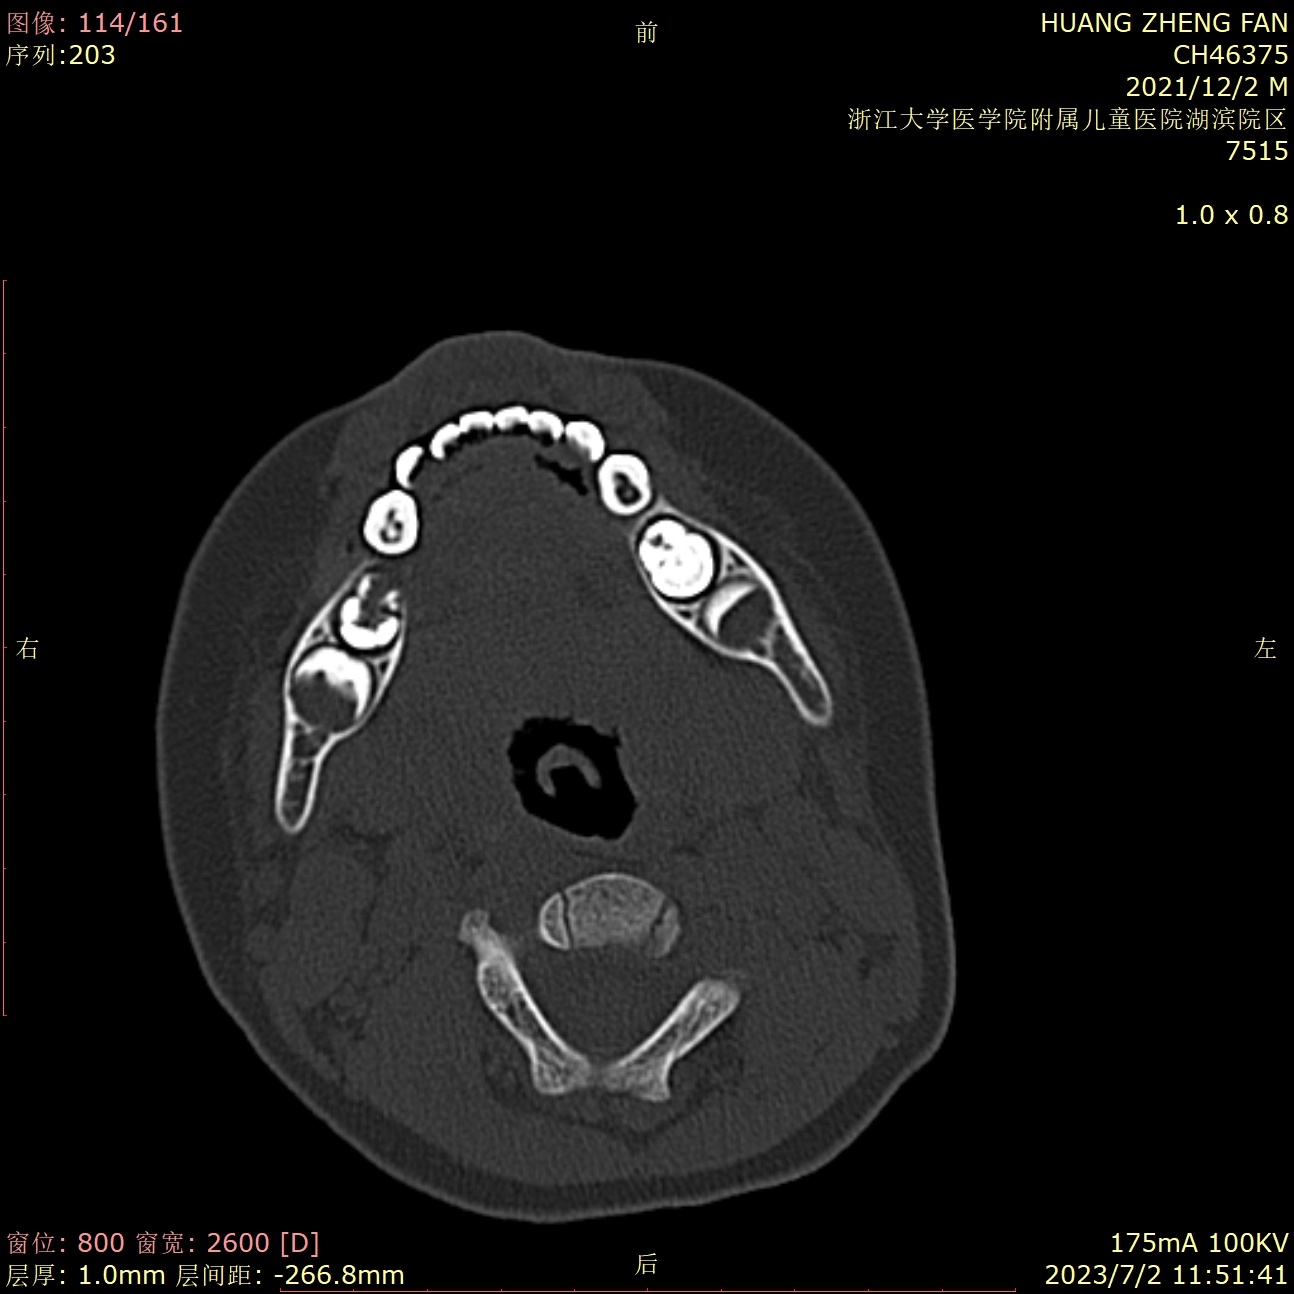 图像: 114/161
序列:203
前
HUANG ZHENG FAN
CH46375
2021/12/2 M
浙江大学医学院附属儿童医院湖滨院区
7515
1.0 x 0.8
右
左
窗位: 800 窗宽: 2600 [D]
层厚: 1.0mm 层间距: -266.8mm
后
175mA 100KV
2023/7/2 11:51:41